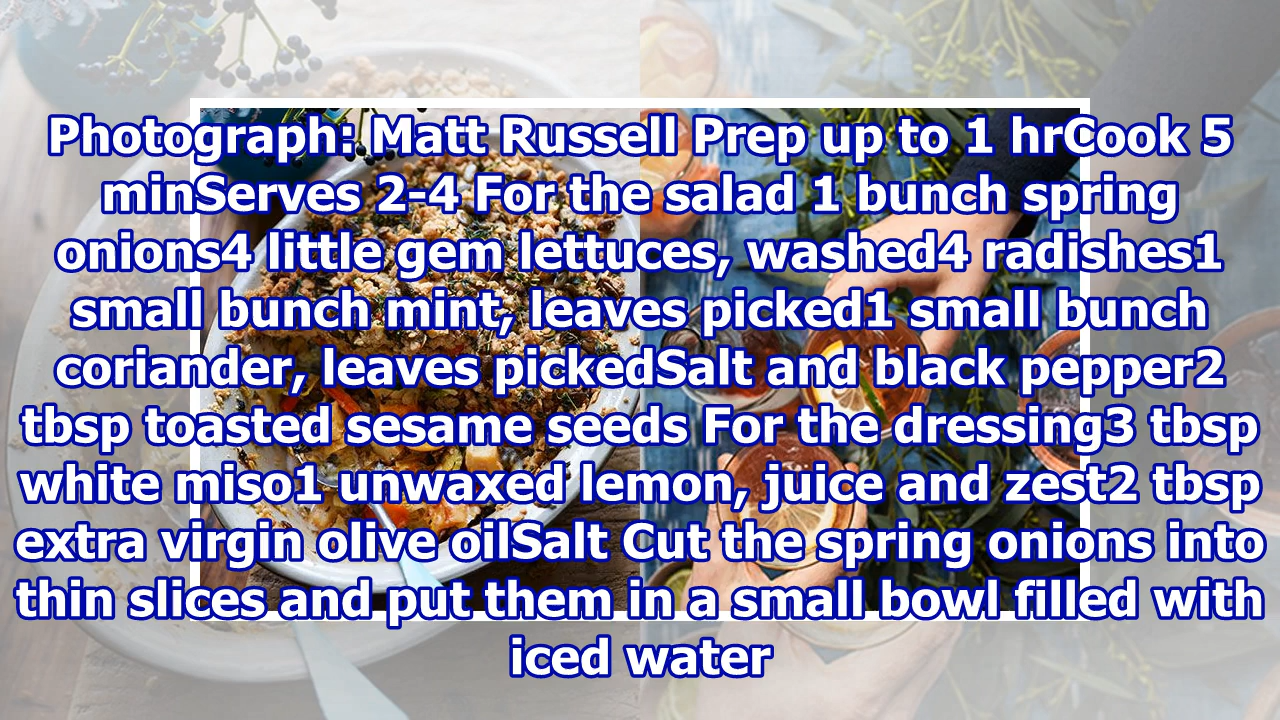 Photograph: Matt Russell Prep up to 1 hrCook 5
minServes 2-4 For the salad 1 bunch spring
onions4 little gem lettuces, washed4 radishes1
small bunch mint, leaves picked1 small bunch
coriander, leaves pickedSalt and black pepper2
tbsp toasted sesame seeds For the dressing3 tbsp
white miso1 unwaxed lemon, juice and zest2 tbsp
extra virgin olive oilSalt Cut the spring onions into
thin slices and put them in a small bowl filled with
iced water